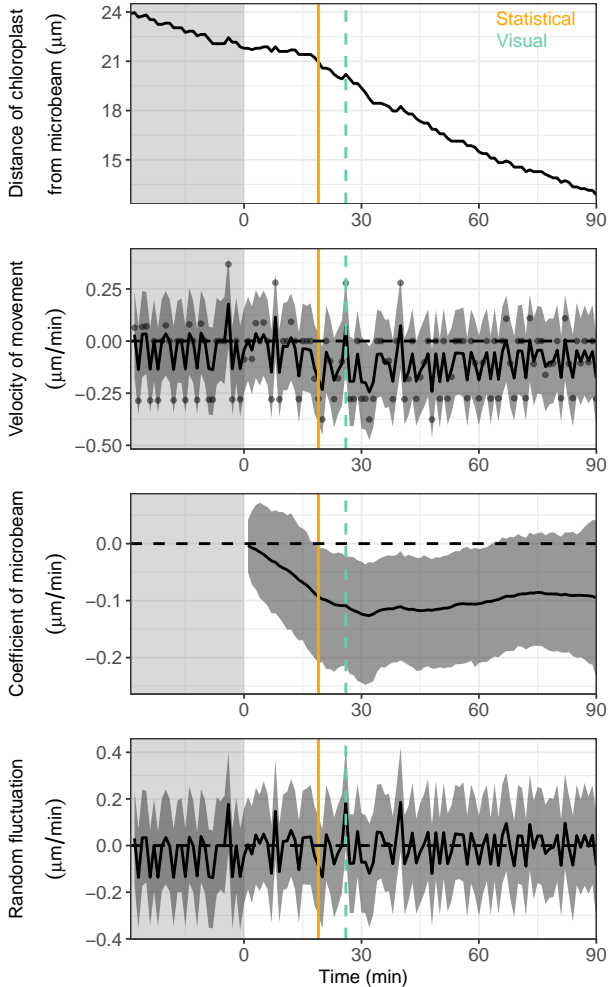 Statistical
Visual
Distance of chloroplast
from microbeam (μm)
24
21
18
15
0
30
60
90
Velocity of movement
(μm/min)
0.25
0.00
−0.25
−0.50
0
30
60
90
Coefficient of microbeam
(μm/min)
0.0
−0.1
−0.2
0
30
60
90
Random fluctuation
(μm/min)
0.4
0.2
0.0
−0.2
−0.4
0
30
60
90
Time (min)